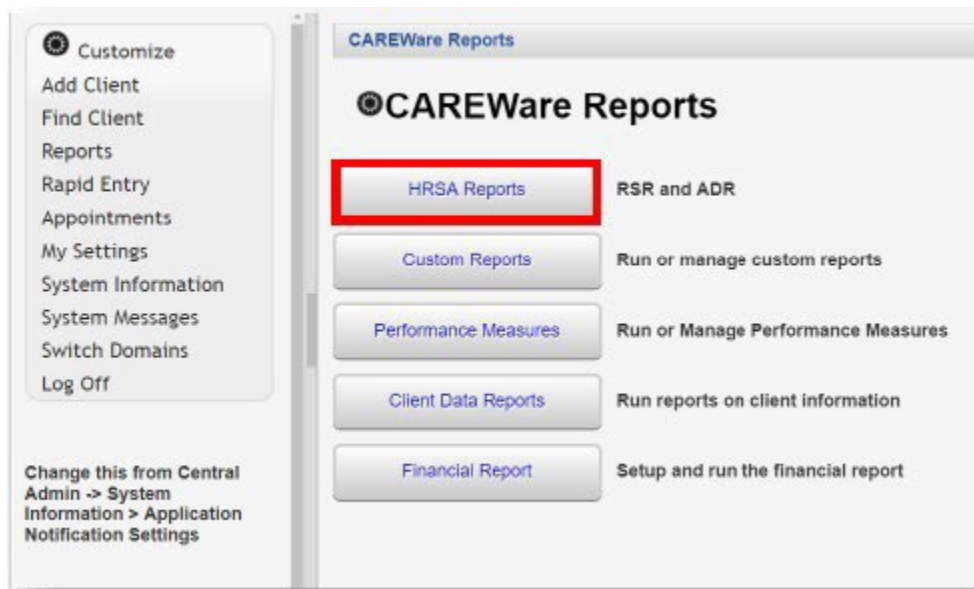 Customize
Add Client
Find Client
Reports
Rapid Entry
Appointments
My Settings
System Information
System Messages
Switch Domains
Log Off
Change this from Central
Admin -> System
Information > Application
Notification Settings
CAREWare Reports
CAREWare Reports
HRSA Reports RSR and ADR
Custom Reports Run or manage custom reports
Performance Measures Run or Manage Performance Measures
Client Data Reports Run reports on client information
Financial Report Setup and run the financial report